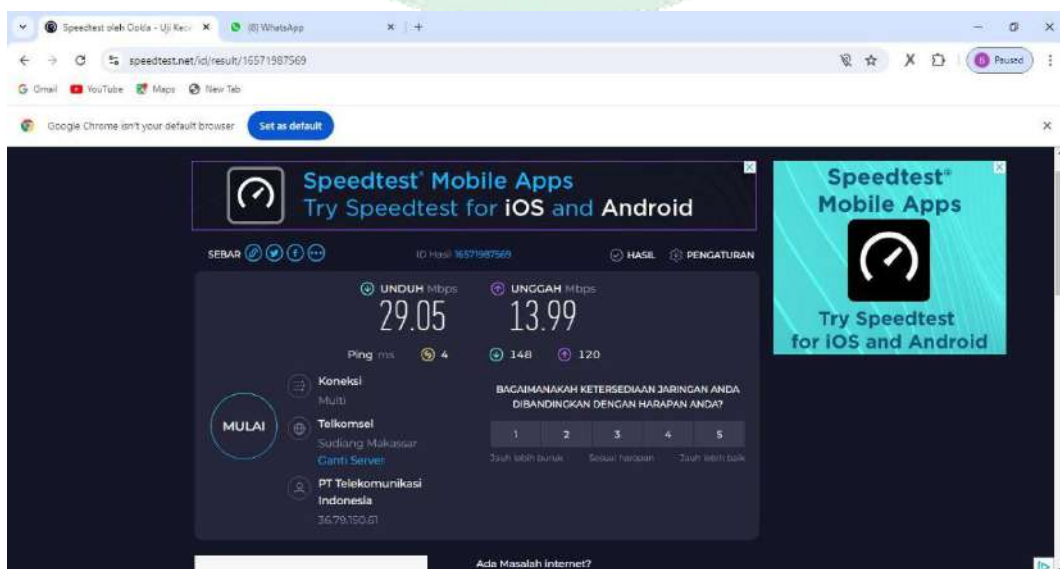 Speedtest oleh Ookla - Uji Kece
(8) WhatsApp
speedtest.net/id/result/16571987569
Paused
Gmail YouTube Maps New Tab
Google Chrome isn't your default browser Set as default
Speedtest® Mobile Apps
Try Speedtest for iOS and Android
SEBAR ID Hasil 16571987569 HASIL PENGATURAN
UNDUH Mbps UNGGAH Mbps
29.05 13.99
Ping ms 4 148 120
MULAI
Koneksi
Multi
Telkomsel
Sudiang Makassar
Ganti Server
PT Telekomunikasi
Indonesia
36.79.150.61
BAGAIMANAKAH KETERSEDIAAN JARINGAN ANDA
DIBANDINGKAN DENGAN HARAPAN ANDA?
1 2 3 4 5
Jauh lebih buruk Sesuai harapan Jauh lebih baik
Speedtest®
Mobile Apps
Try Speedtest
for iOS and Android
Ada Masalah internet?